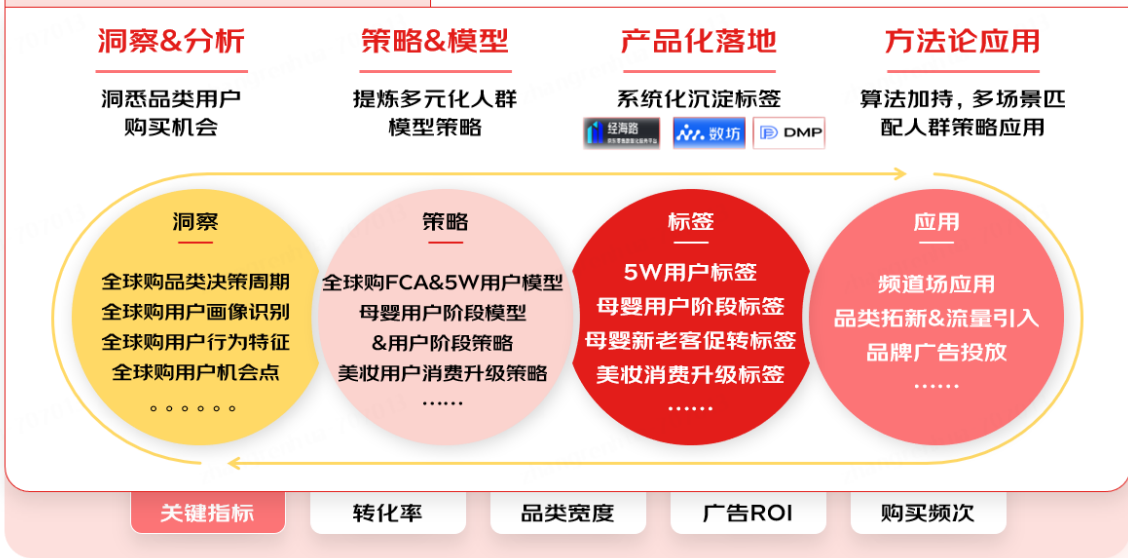 洞察&分析
洞悉品类用户
购买机会
策略&模型
提炼多元化人群
模型策略
产品化落地
系统化沉淀标签
经海路
数坊
DMP
方法论应用
算法加持，多场景匹
配人群策略应用
洞察
全球购品类决策周期
全球购用户画像识别
全球购用户行为特征
全球购用户机会点
。。。。。。
策略
全球购FCA&5W用户模型
母婴用户阶段模型
&用户阶段策略
美妆用户消费升级策略
......
标签
5W用户标签
母婴用户阶段标签
母婴新老客促转标签
美妆消费升级标签
......
应用
频道场应用
品类拓新&流量引入
品牌广告投放
......
关键指标
转化率
品类宽度
广告ROI
购买频次